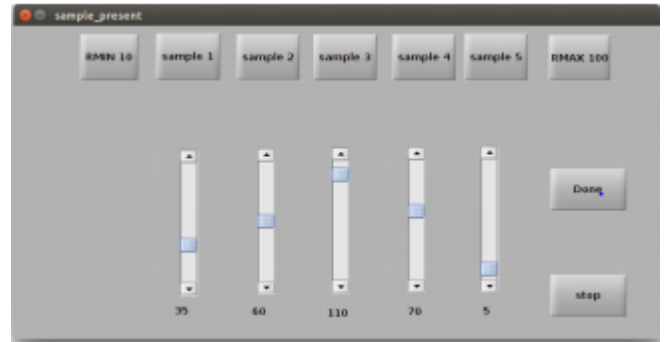 sample_present
RMIN 10 sample 1 sample 2 sample 3 sample 4 sample 5 RMAX 100
Done
stop
35 60 110 70 5